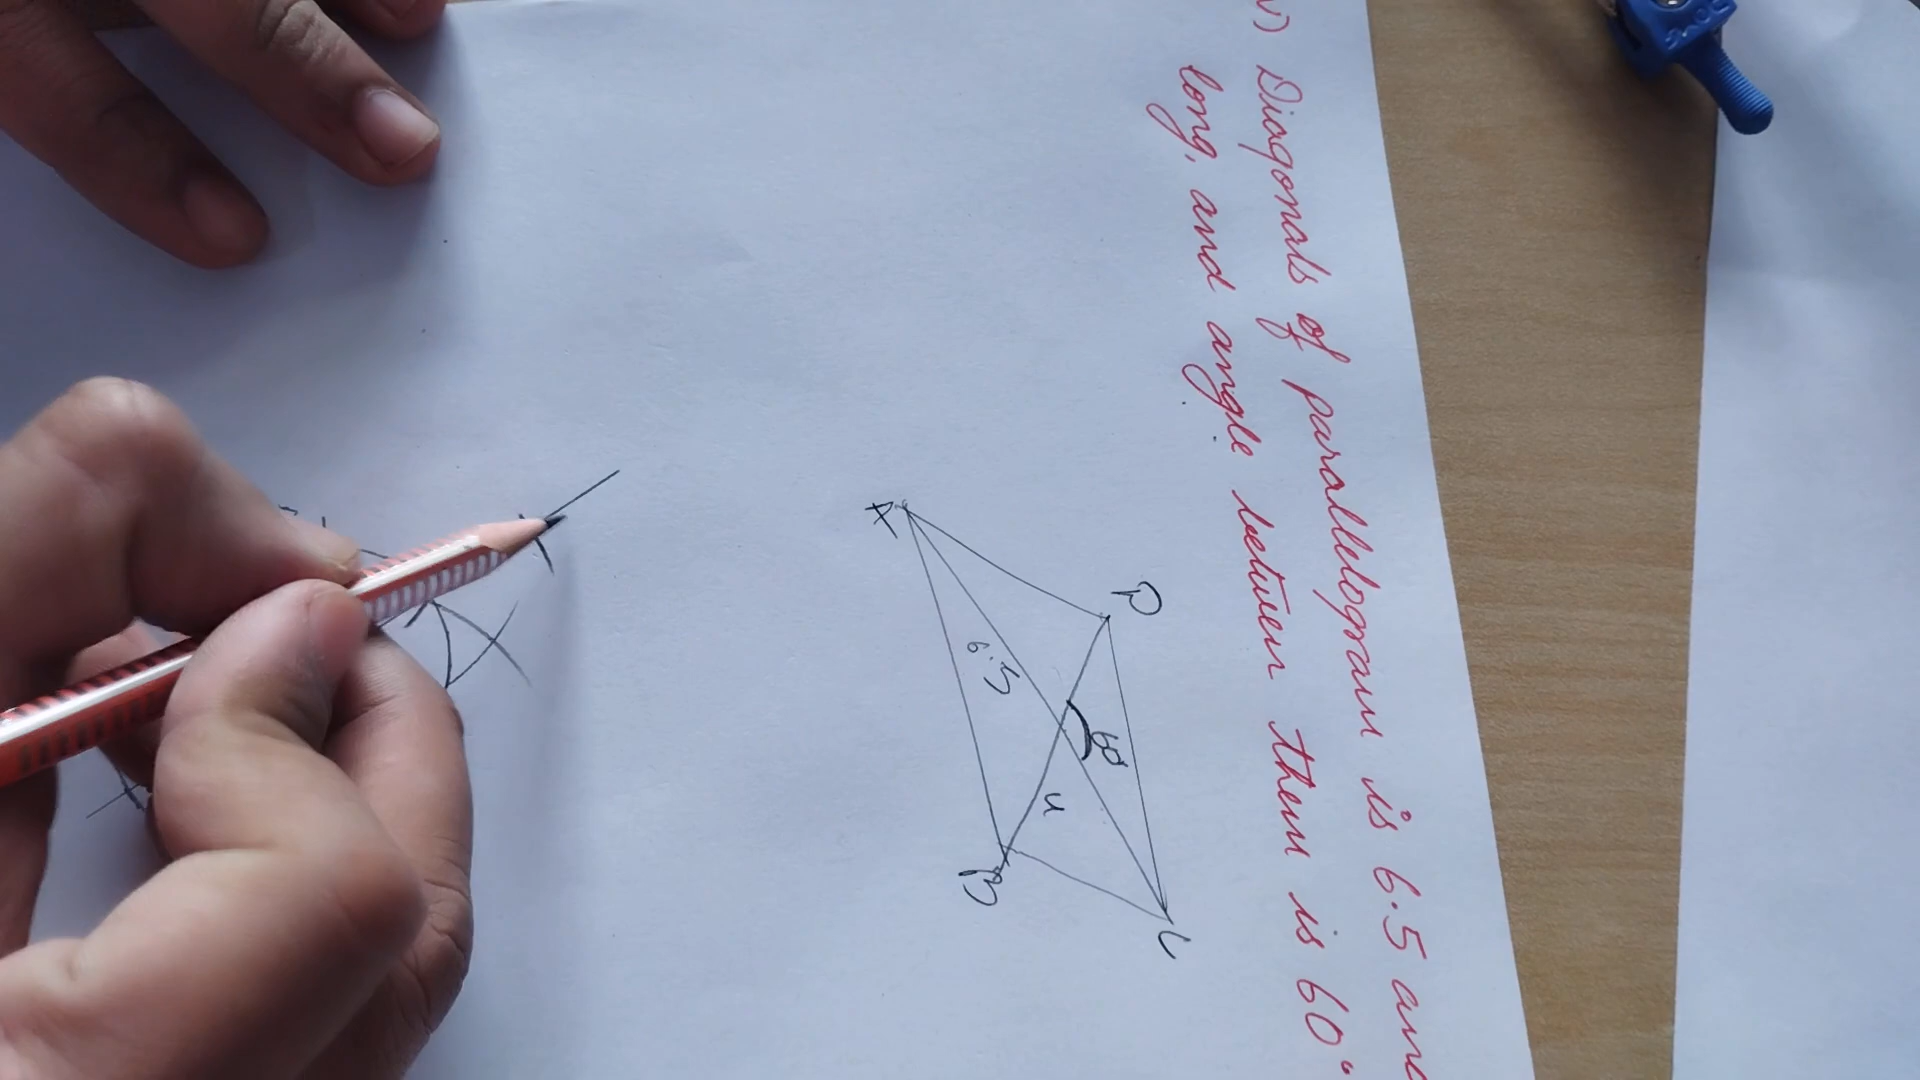 v) Diagonals of parallelogram is 6.5 and
long, and angle between them is 60°
D
A
6.5
60°
4
B
C